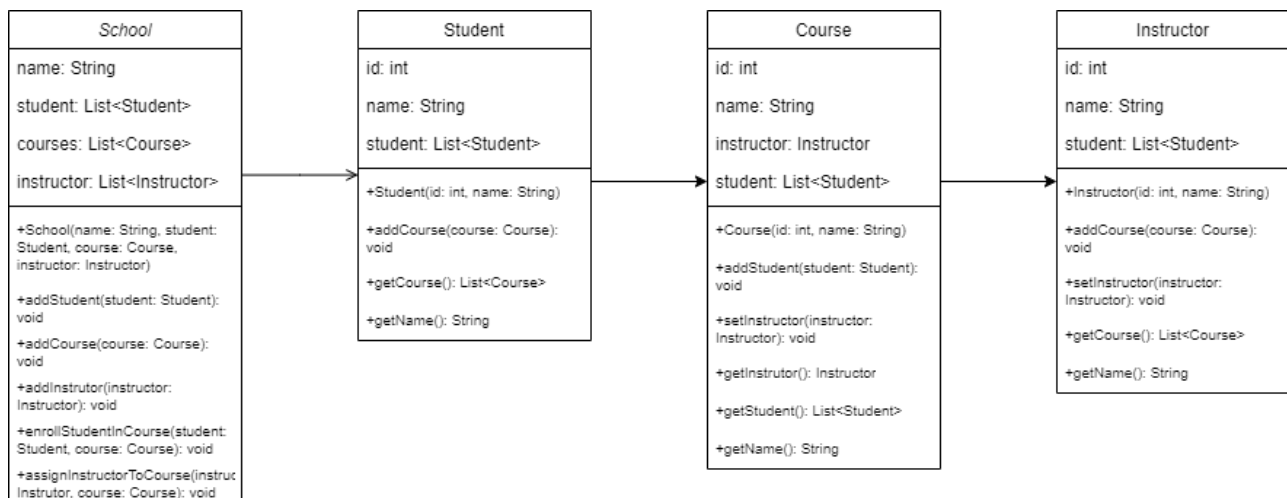 School
name: String
student: List<Student>
courses: List<Course>
instructor: List<Instructor>
+School(name: String, student:
Student, course: Course,
instructor: Instructor)
+addStudent(student: Student):
void
+addCourse(course: Course):
void
+addInstrutor(instructor:
Instructor): void
+enrollStudentInCourse(student:
Student, course: Course): void
+assignInstructorToCourse(instruc
Instrutor, course: Course): void
Student
id: int
name: String
student: List<Student>
+Student(id: int, name: String)
+addCourse(course: Course):
void
+getCourse(): List<Course>
+getName(): String
Course
id: int
name: String
instructor: Instructor
student: List<Student>
+Course(id: int, name: String)
+addStudent(student: Student):
void
+setInstructor(instructor:
Instructor): void
+getInstrutor(): Instructor
+getStudent(): List<Student>
+getName(): String
Instructor
id: int
name: String
student: List<Student>
+Instructor(id: int, name: String)
+addCourse(course: Course):
void
+setInstructor(instructor:
Instructor): void
+getCourse(): List<Course>
+getName(): String